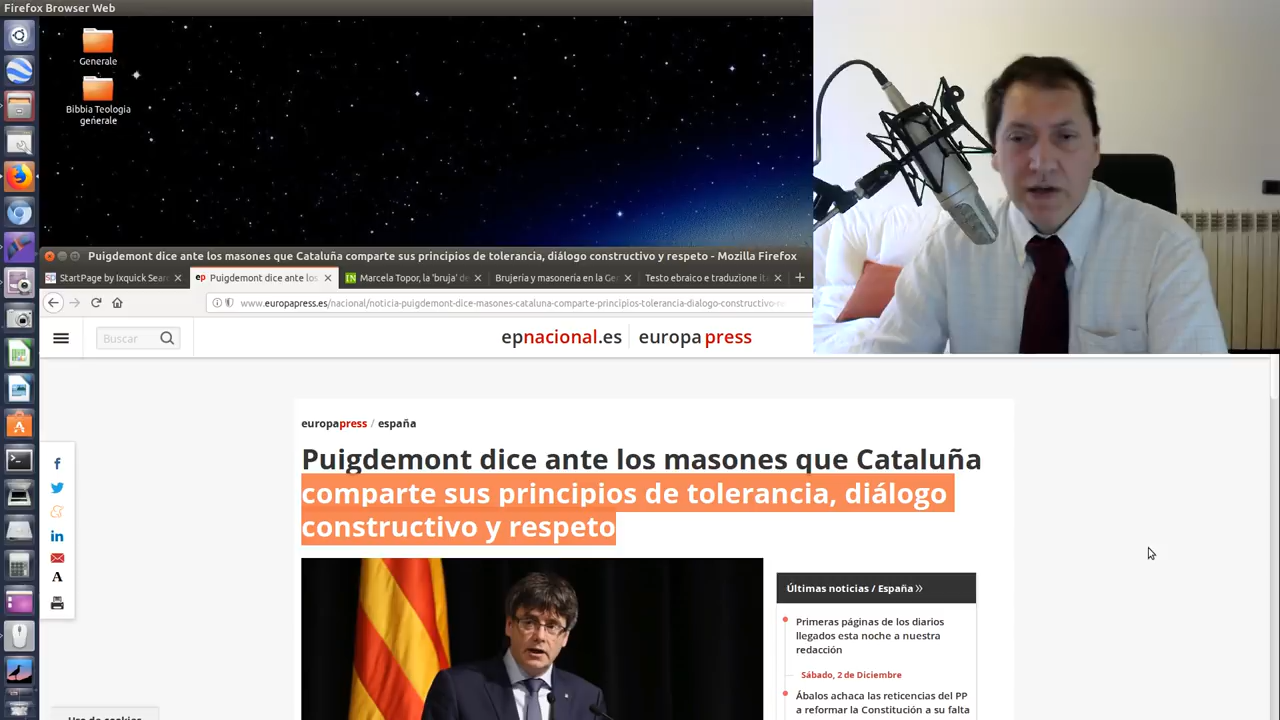 Firefox Browser Web
Generale
Bibbia Teologia
generale
Puigdemont dice ante los masones que Cataluña comparte sus principios de tolerancia, diálogo constructivo y respeto - Mozilla Firefox
StartPage by Ixquick Sear
Puigdemont dice ante los
Marcela Topor, la 'bruja' de
Brujería y masonería en la Ge
Testo ebraico e traduzione ita
www.europapress.es/nacional/noticia-puigdemont-dice-masones-cataluna-comparte-principios-tolerancia-dialogo-constructivo-
Buscar
epnacional.es
europa press
europapress / españa
Puigdemont dice ante los masones que Cataluña
comparte sus principios de tolerancia, diálogo
constructivo y respeto
A
Últimas noticias / España »
Primeras páginas de los diarios
llegados esta noche a nuestra
redacción
Sábado, 2 de Diciembre
Ábalos achaca las reticencias del PP
a reformar la Constitución a su falta
Uso de cookies